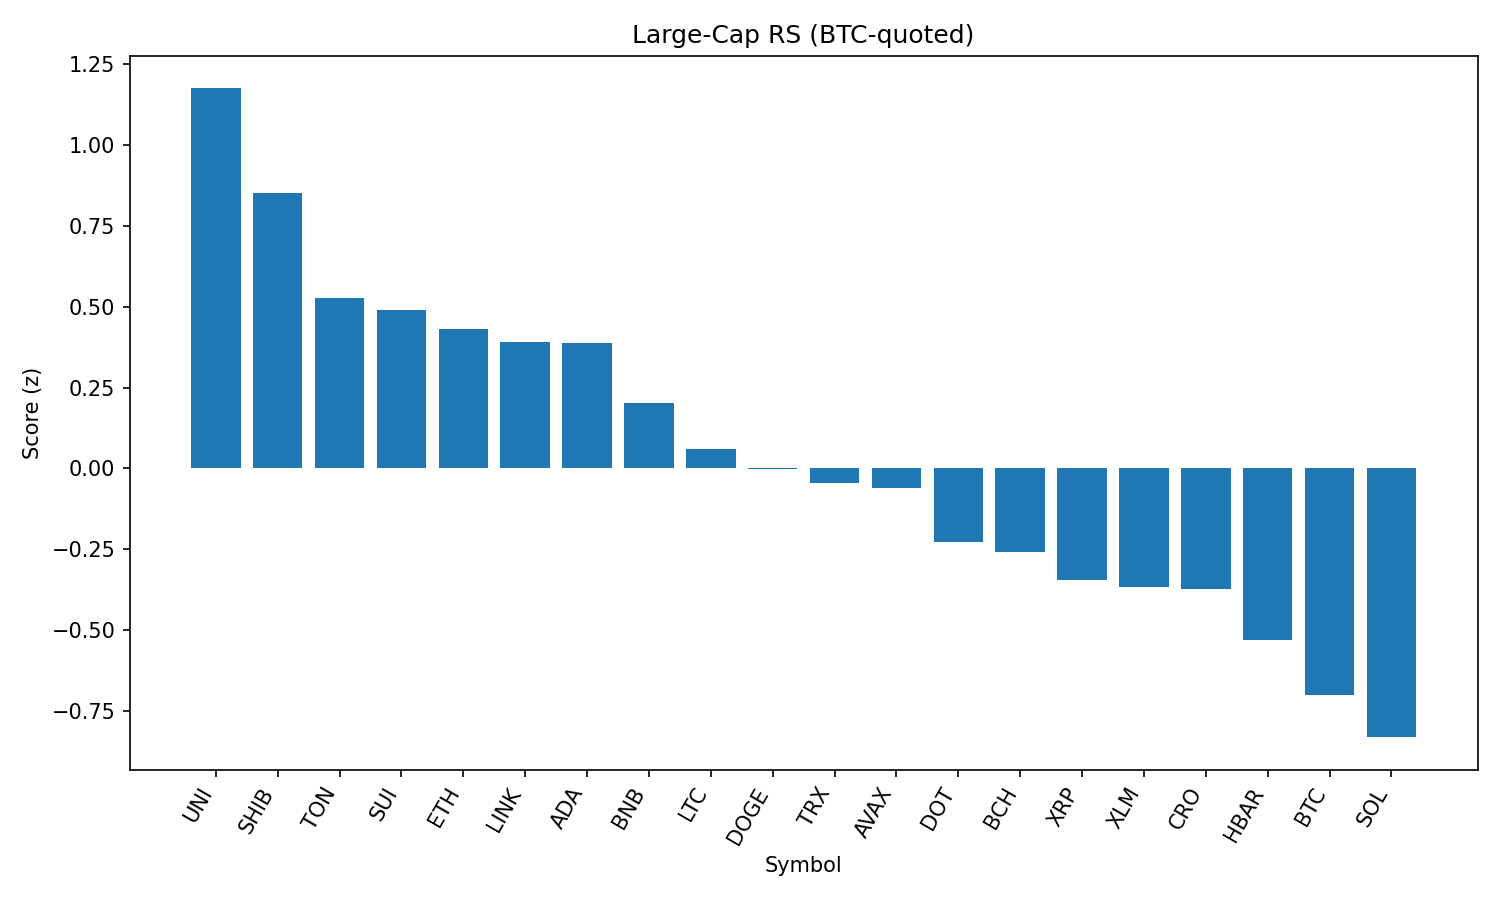 Large-Cap RS (BTC-quoted)
1.25
1.00
0.75
0.50
0.25
0.00
−0.25
−0.50
−0.75
Score (z)
UNI
SHIB
TON
SUI
ETH
LINK
ADA
BNB
LTC
DOGE
TRX
AVAX
DOT
BCH
XRP
XLM
CRO
HBAR
BTC
SOL
Symbol